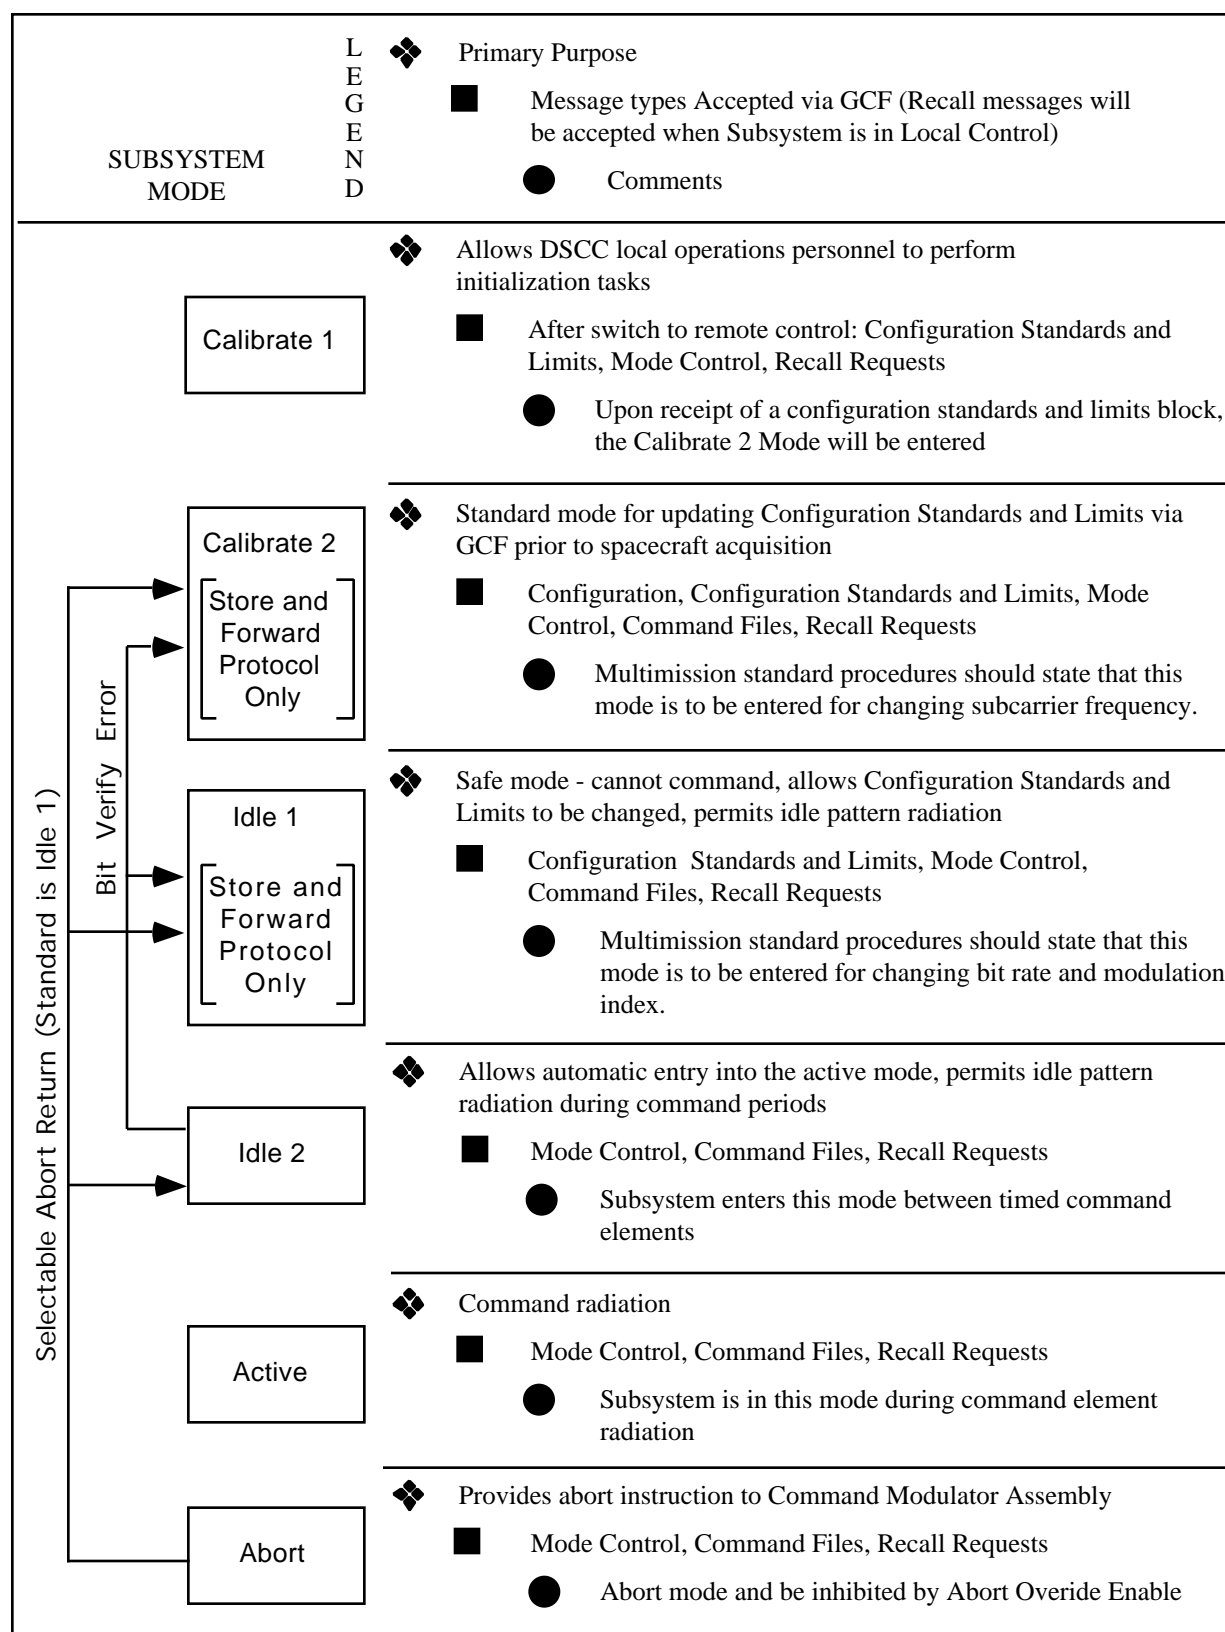 L
E
G
E
N
D
SUBSYSTEM
MODE
Primary Purpose
Message types Accepted via GCF (Recall messages will
be accepted when Subsystem is in Local Control)
Comments
Calibrate 1
Allows DSCC local operations personnel to perform
initialization tasks
After switch to remote control: Configuration Standards and
Limits, Mode Control, Recall Requests
Upon receipt of a configuration standards and limits block,
the Calibrate 2 Mode will be entered
Calibrate 2
Store and
Forward
Protocol
Only
Standard mode for updating Configuration Standards and Limits via
GCF prior to spacecraft acquisition
Configuration, Configuration Standards and Limits, Mode
Control, Command Files, Recall Requests
Multimission standard procedures should state that this
mode is to be entered for changing subcarrier frequency.
Bit Verify Error
Selectable Abort Return (Standard is Idle 1)
Idle 1
Store and
Forward
Protocol
Only
Safe mode - cannot command, allows Configuration Standards and
Limits to be changed, permits idle pattern radiation
Configuration Standards and Limits, Mode Control,
Command Files, Recall Requests
Multimission standard procedures should state that this
mode is to be entered for changing bit rate and modulation
index.
Idle 2
Allows automatic entry into the active mode, permits idle pattern
radiation during command periods
Mode Control, Command Files, Recall Requests
Subsystem enters this mode between timed command
elements
Active
Command radiation
Mode Control, Command Files, Recall Requests
Subsystem is in this mode during command element
radiation
Abort
Provides abort instruction to Command Modulator Assembly
Mode Control, Command Files, Recall Requests
Abort mode and be inhibited by Abort Overide Enable